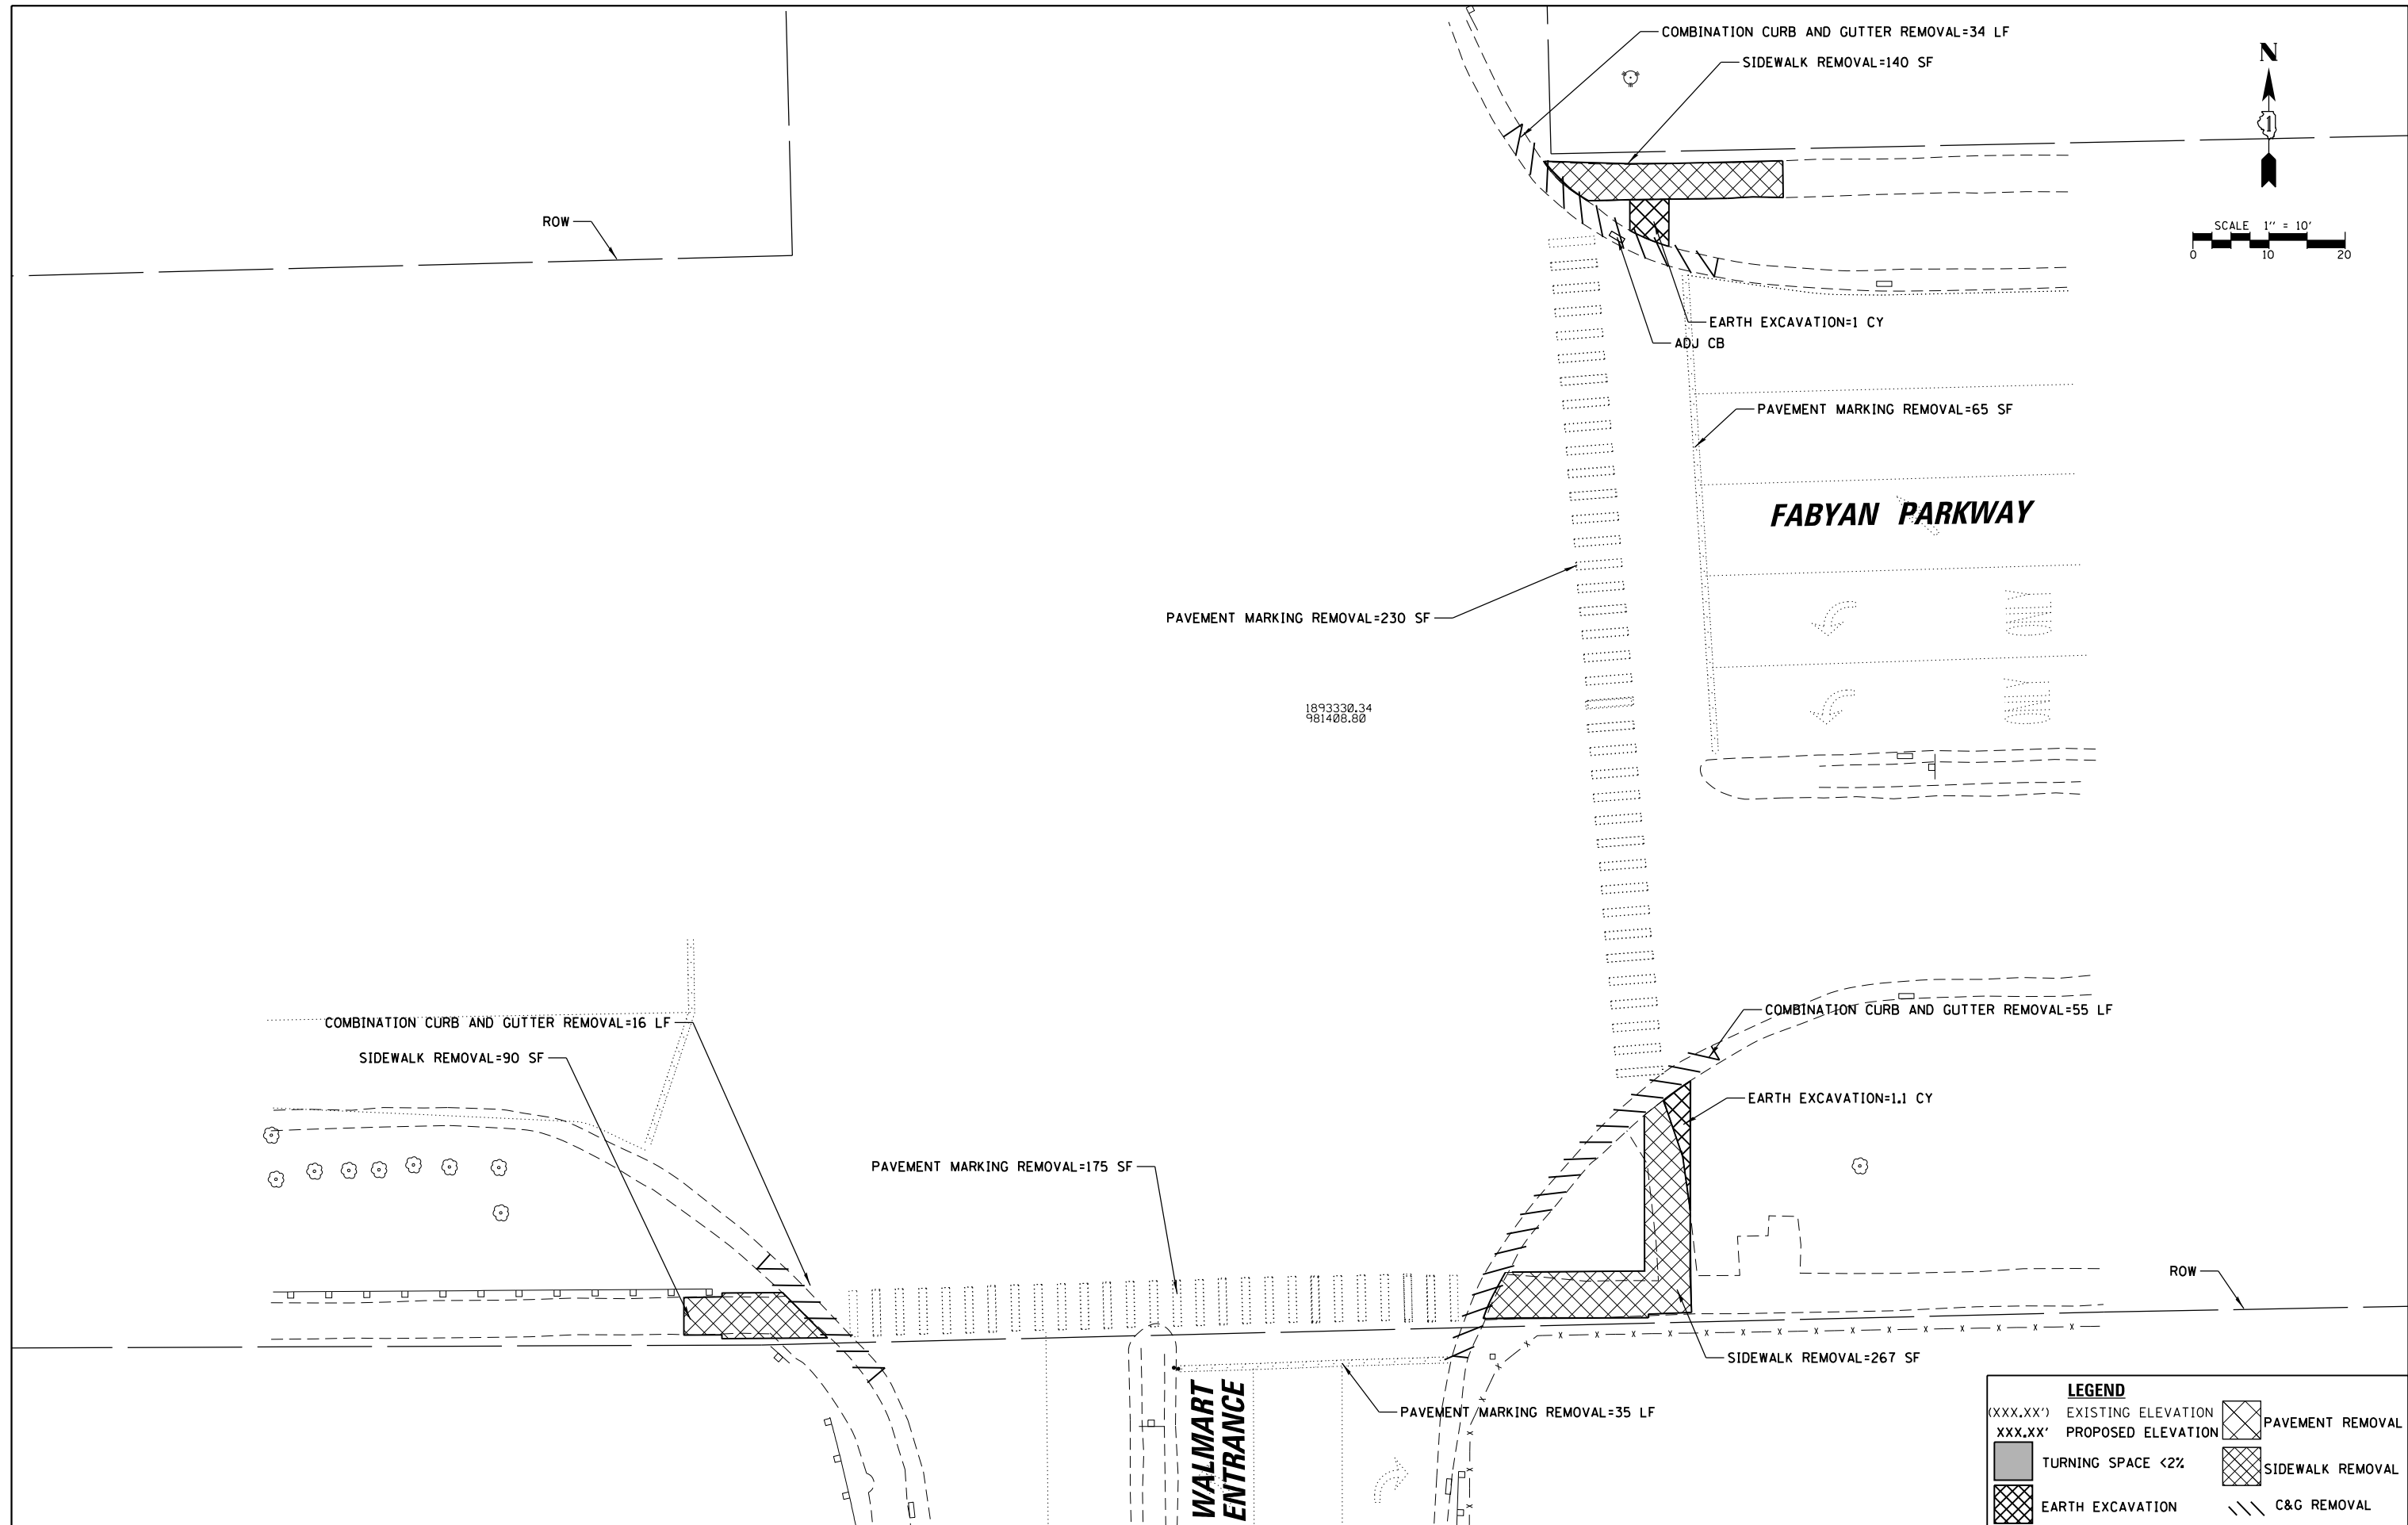 COMBINATION CURB AND GUTTER REMOVAL=34 LF
SIDEWALK REMOVAL=140 SF
N
1
ROW
SCALE 1'' = 10'
0 10 20
EARTH EXCAVATION=1 CY
ADJ CB
PAVEMENT MARKING REMOVAL=65 SF
FABYAN PARKWAY
PAVEMENT MARKING REMOVAL=230 SF
ONLY
1893330.34
981408.80
ONLY
COMBINATION CURB AND GUTTER REMOVAL=16 LF
COMBINATION CURB AND GUTTER REMOVAL=55 LF
SIDEWALK REMOVAL=90 SF
EARTH EXCAVATION=1.1 CY
PAVEMENT MARKING REMOVAL=175 SF
ROW
SIDEWALK REMOVAL=267 SF
PAVEMENT MARKING REMOVAL=35 LF
WALMART
ENTRANCE
LEGEND
(XXX.XX') EXISTING ELEVATION
PAVEMENT REMOVAL
XXX.XX' PROPOSED ELEVATION
TURNING SPACE <2%
SIDEWALK REMOVAL
EARTH EXCAVATION
C&G REMOVAL